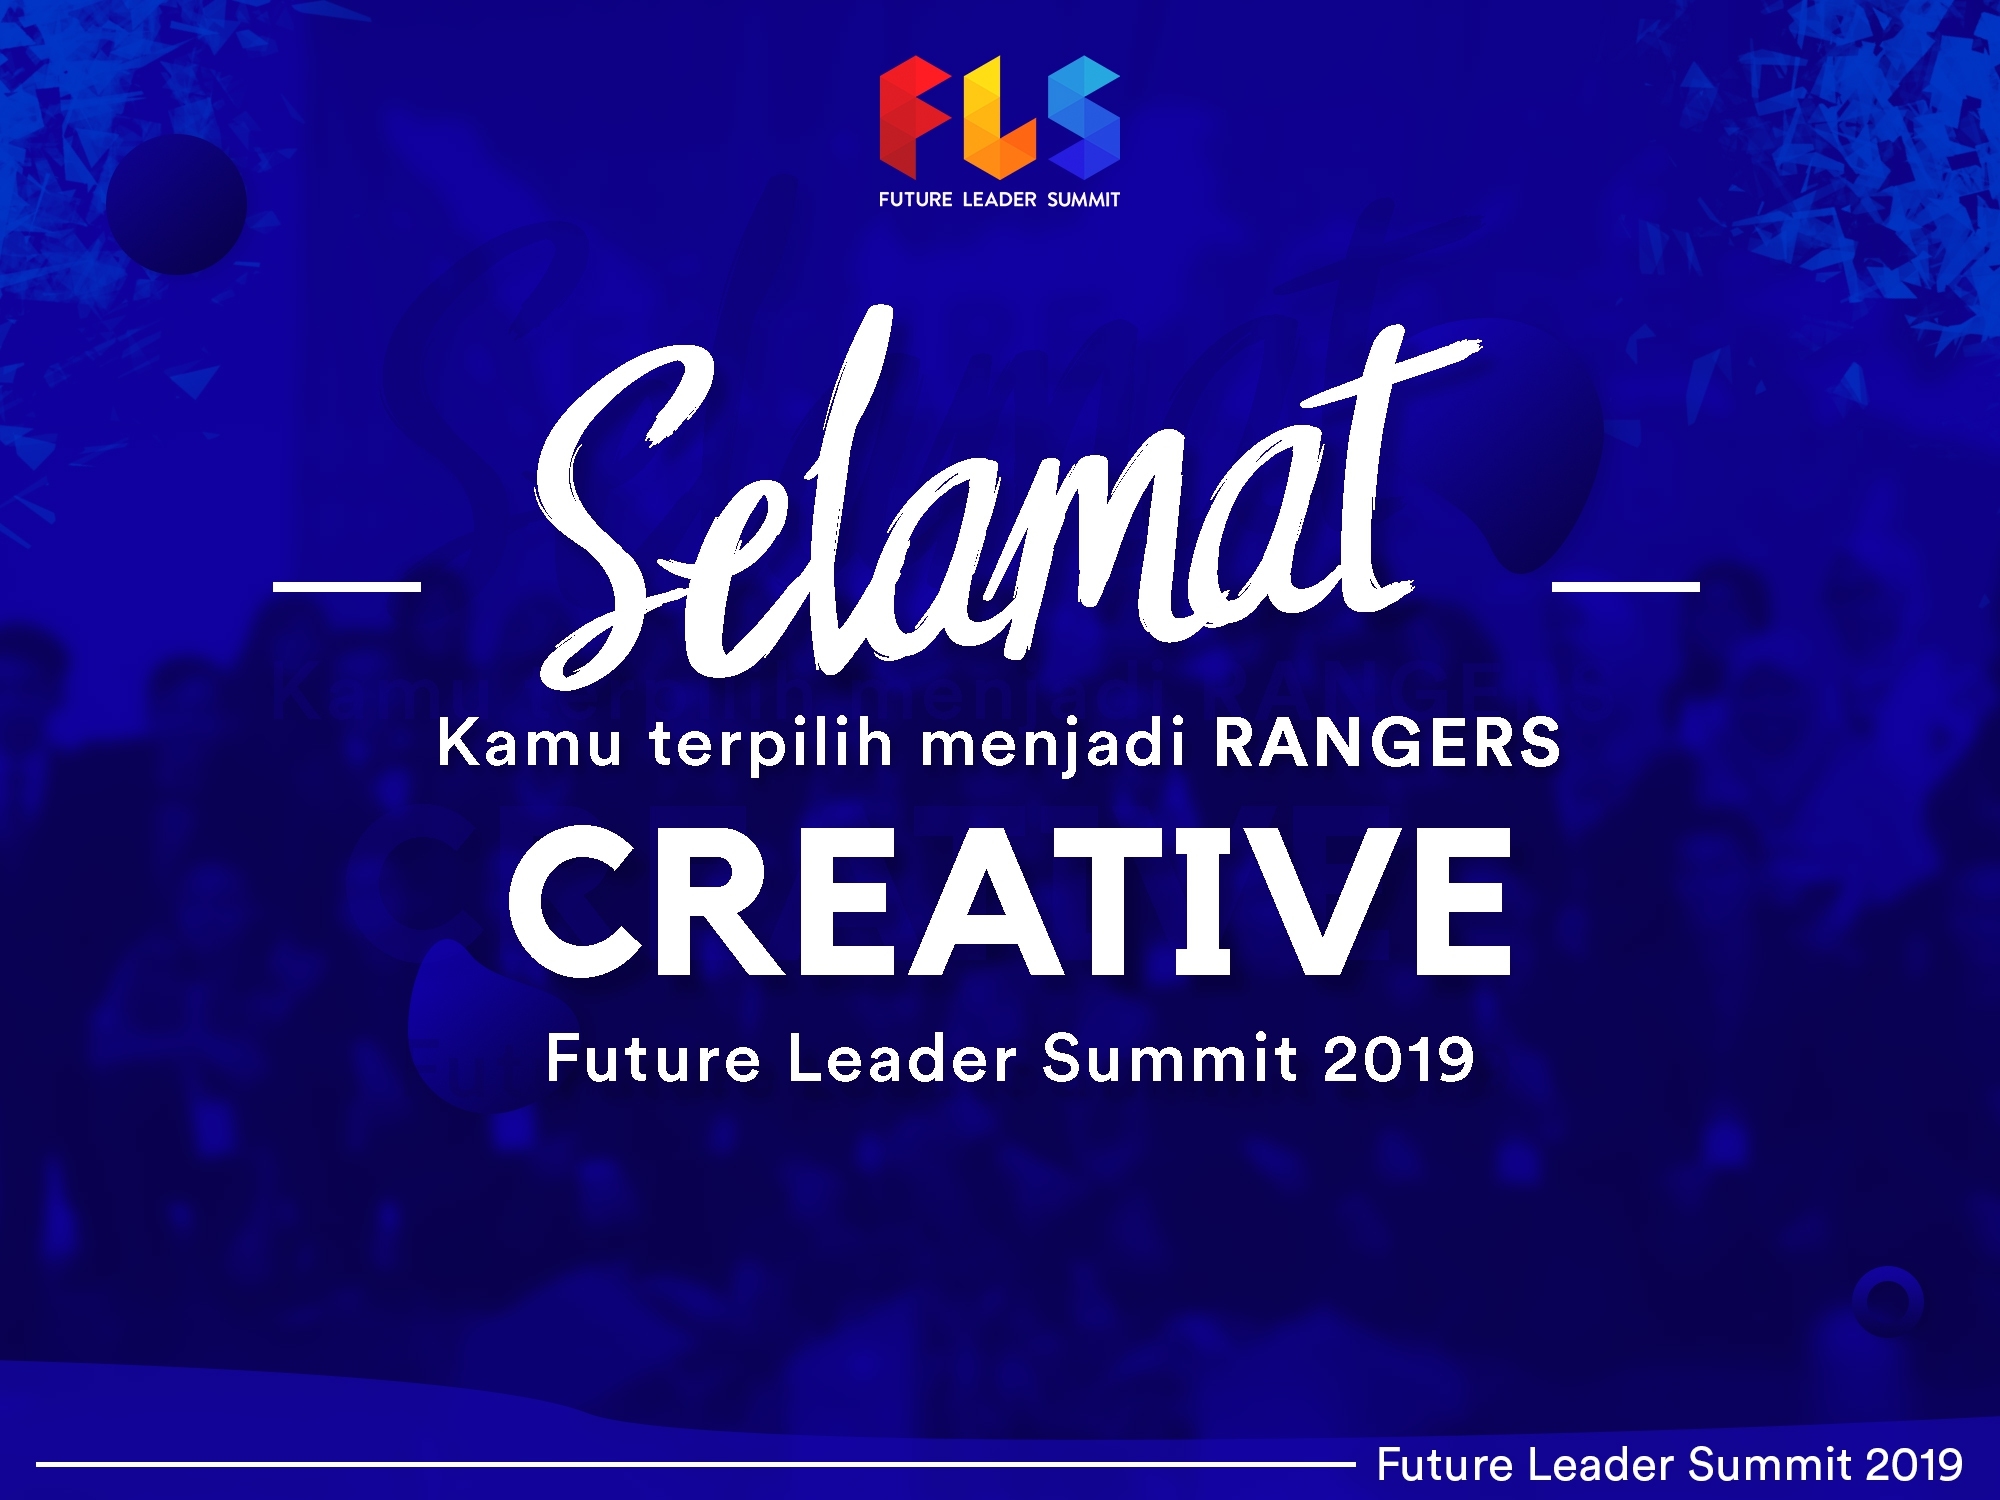 FLS
FUTURE LEADER SUMMIT
Selamat
Kamu terpilih menjadi RANGERS
CREATIVE
Future Leader Summit 2019
Future Leader Summit 2019